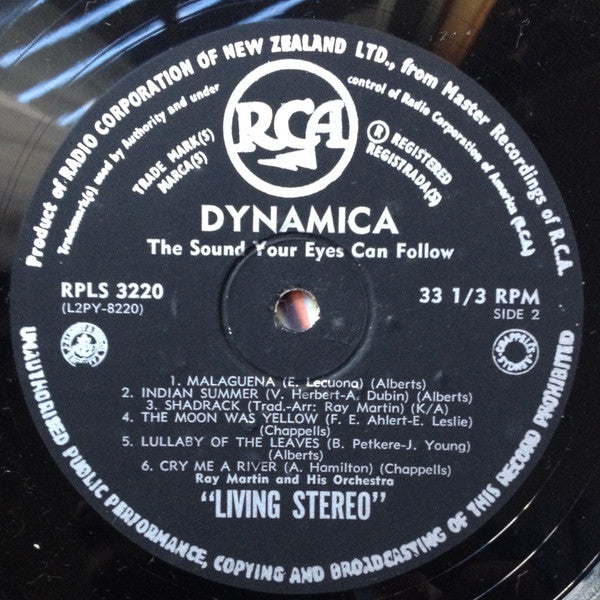 Product of RADIO CORPORATION OF NEW ZEALAND LTD., from Master Recordings of R.C.A.
Trademark(s) used by Authority and under control of Radio Corporation of America (R.C.A.)
TRADE MARK(S)
MARCA(S)
RCA
® REGISTERED
REGISTRADA(S)
DYNAMICA
The Sound Your Eyes Can Follow
RPLS 3220
(L2PY-8220)
33 1/3 RPM
SIDE 2
CHAPPELLS
SYDNEY
1. MALAGUENA (E. Lecuona) (Alberts)
2. INDIAN SUMMER (V. Herbert-A. Dubin) (Alberts)
3. SHADRACK (Trad.-Arr: Ray Martin) (K/A)
4. THE MOON WAS YELLOW (F. E. Ahlert-E. Leslie)
(Chappells)
5. LULLABY OF THE LEAVES (B. Petkere-J. Young)
(Alberts)
6. CRY ME A RIVER (A. Hamilton) (Chappells)
Ray Martin and His Orchestra
"LIVING STEREO"
UNAUTHORISED PUBLIC PERFORMANCE, COPYING AND BROADCASTING OF THIS RECORD PROHIBITED